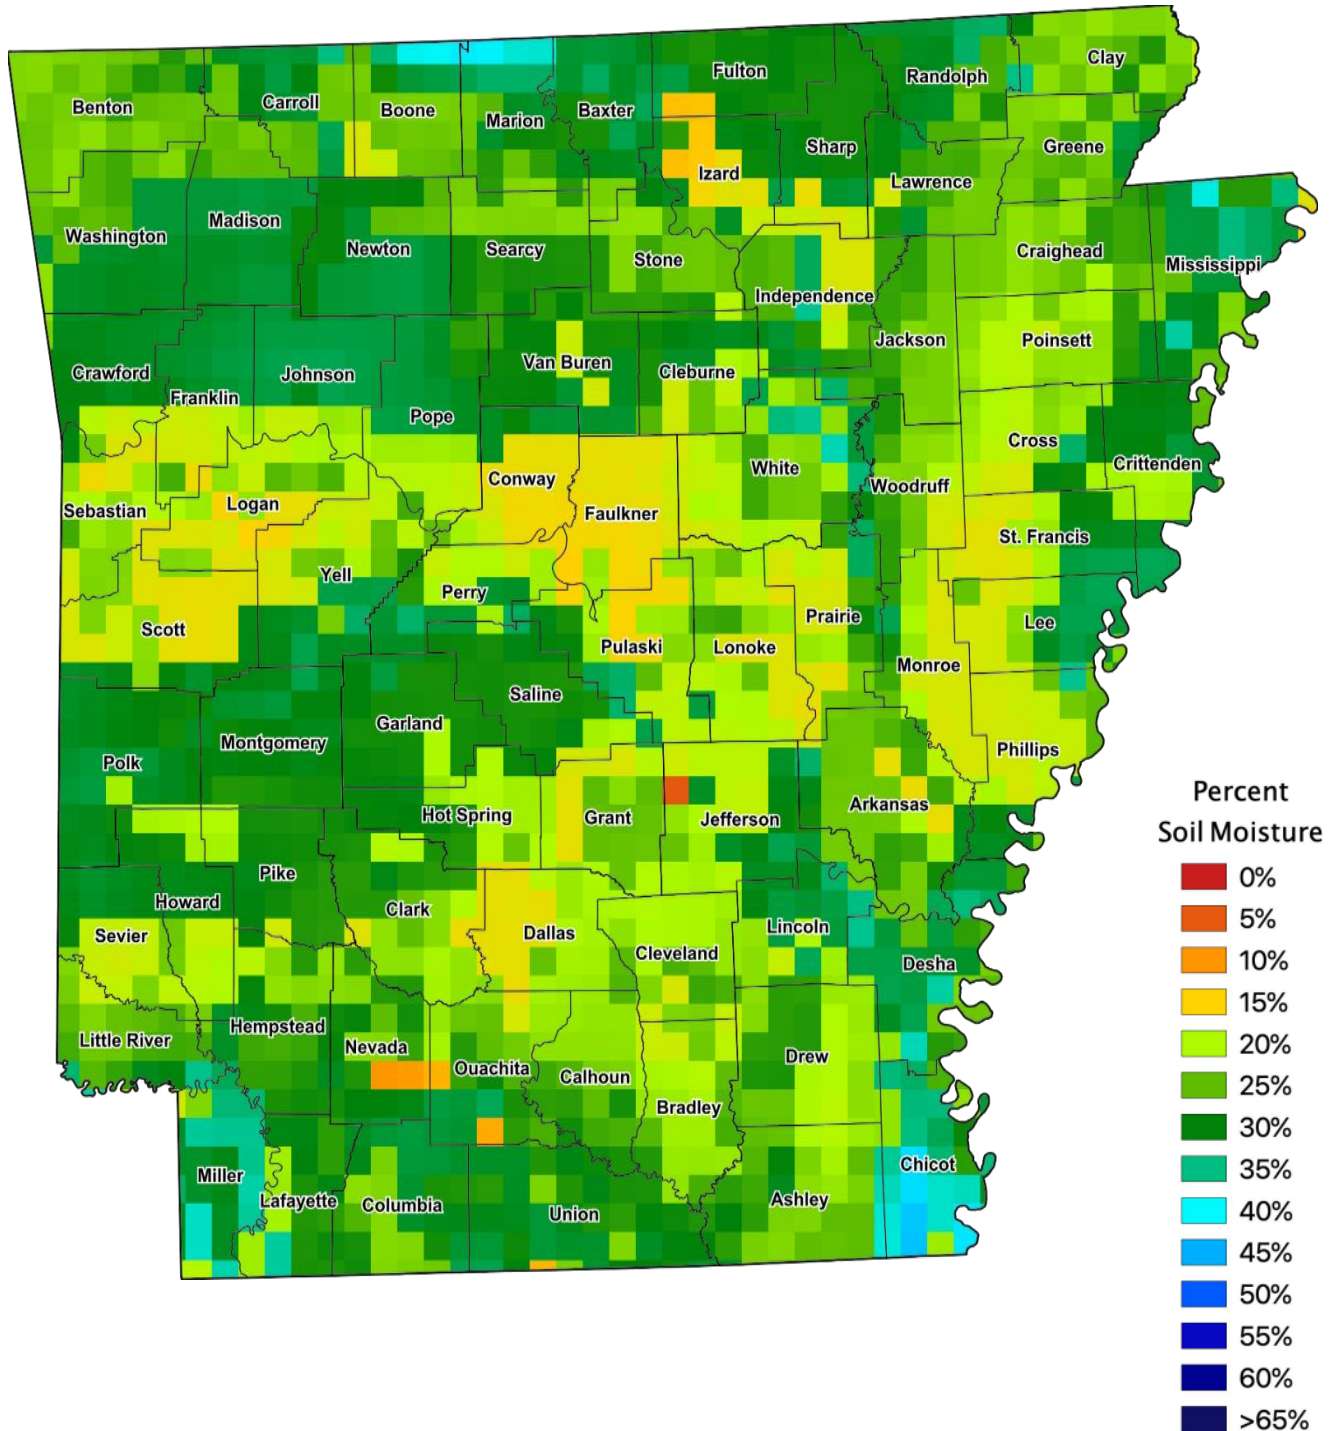 Clay
Fulton
Randolph
Carroll
Benton
Boone
Baxter
Marion
Sharp
Greene
Izard
Lawrence
Madison
Washington
Newton
Searcy
Stone
Craighead
Mississippi
Independence
Jackson
Poinsett
Van Buren
Crawford
Johnson
Cleburne
Franklin
Pope
Cross
Crittenden
White
Conway
Woodruff
Logan
Sebastian
Faulkner
St. Francis
Yell
Perry
Prairie
Lee
Scott
Pulaski
Lonoke
Monroe
Saline
Garland
Montgomery
Phillips
Polk
Arkansas
Hot Spring
Grant
Jefferson
Pike
Howard
Clark
Lincoln
Sevier
Dallas
Cleveland
Desha
Hempstead
Little River
Nevada
Drew
Ouachita
Calhoun
Bradley
Chicot
Miller
Lafayette
Columbia
Ashley
Union
Percent
Soil Moisture
0%
5%
10%
15%
20%
25%
30%
35%
40%
45%
50%
55%
60%
>65%